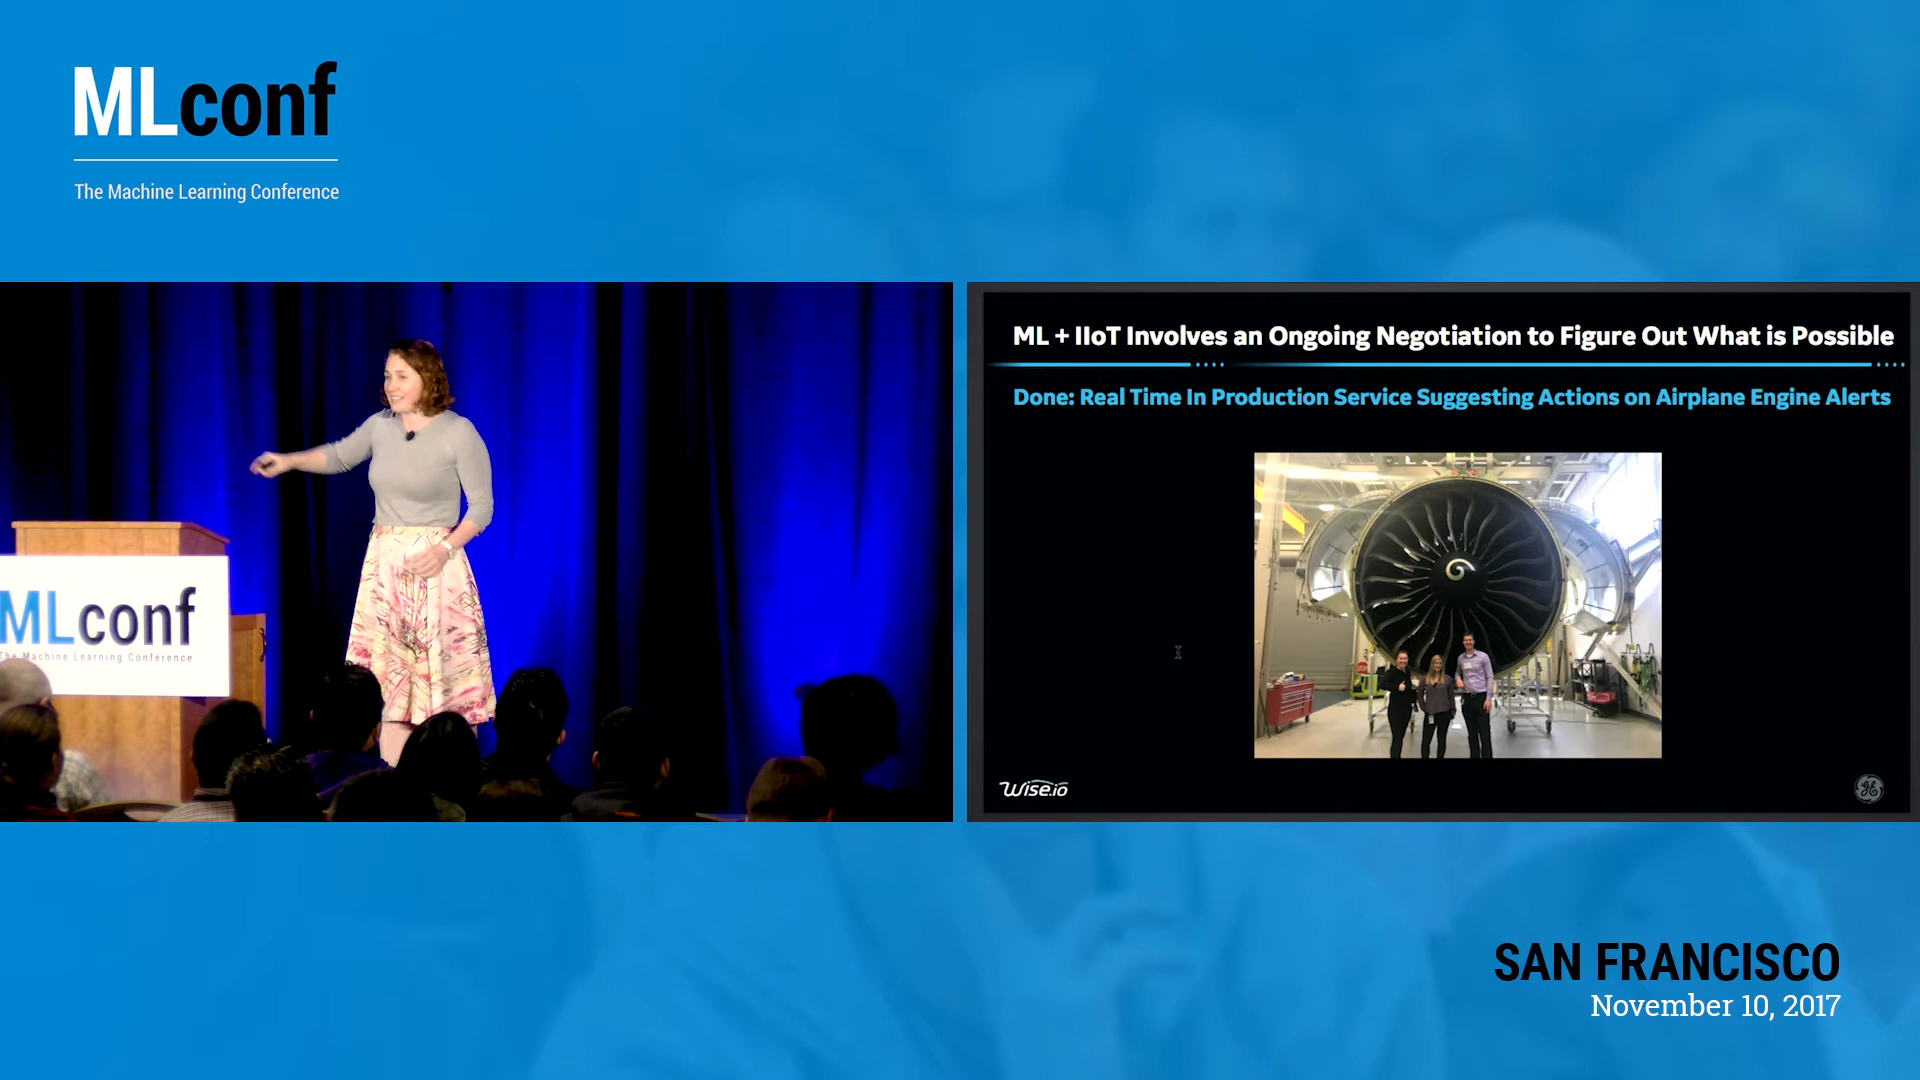 MLconf
The Machine Learning Conference
MLconf
The Machine Learning Conference
ML + IIoT Involves an Ongoing Negotiation to Figure Out What is Possible
Done: Real Time In Production Service Suggesting Actions on Airplane Engine Alerts
Wise.io
GE
SAN FRANCISCO
November 10, 2017